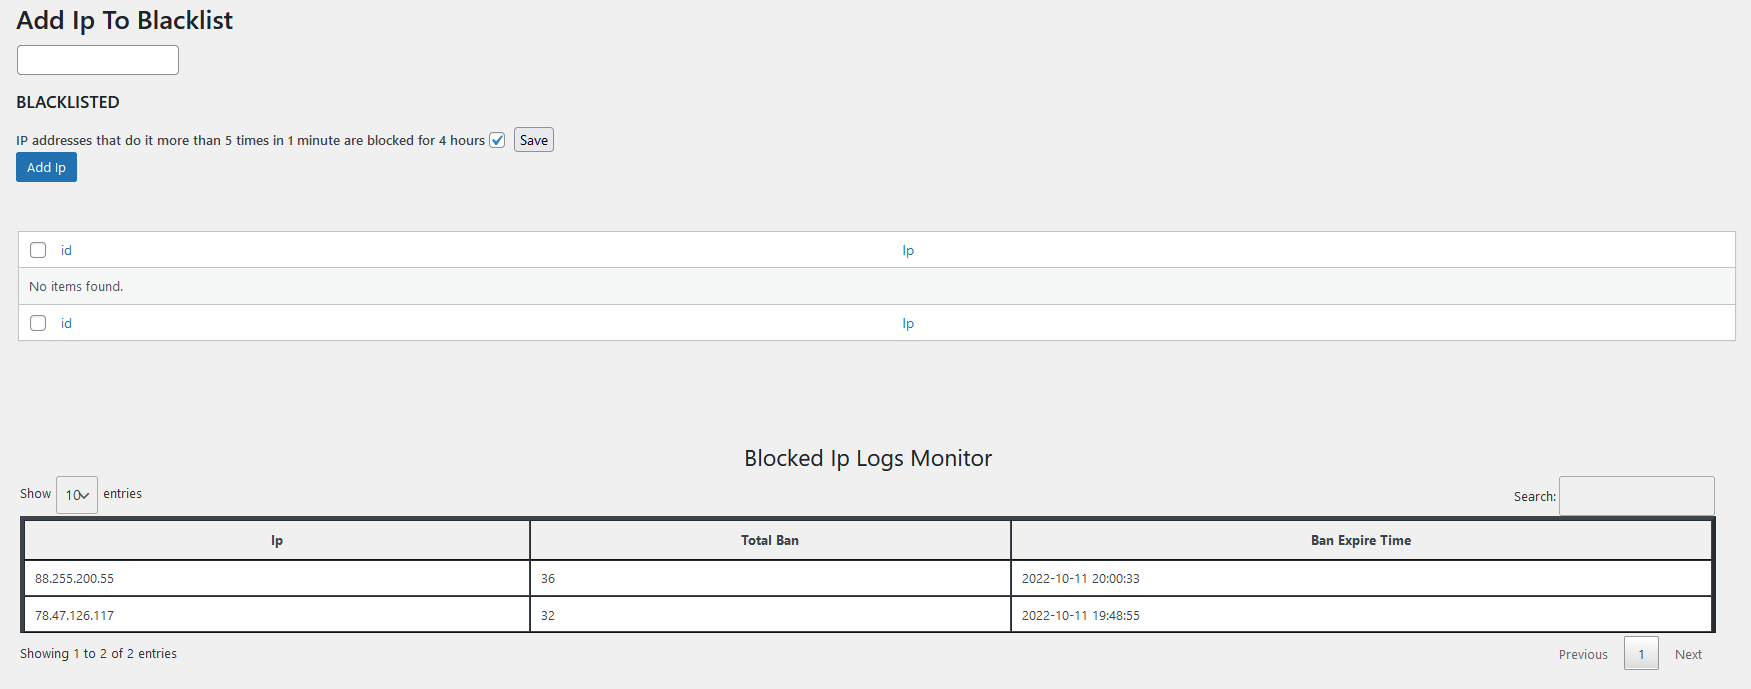 Add Ip To Blacklist
BLACKLISTED
IP addresses that do it more than 5 times in 1 minute are blocked for 4 hours Save
Add Ip
id Ip
No items found.
id Ip
Blocked Ip Logs Monitor
Show 10 entries Search:
Ip Total Ban Ban Expire Time
88.255.200.55 36 2022-10-11 20:00:33
78.47.126.117 32 2022-10-11 19:48:55
Showing 1 to 2 of 2 entries Previous 1 Next